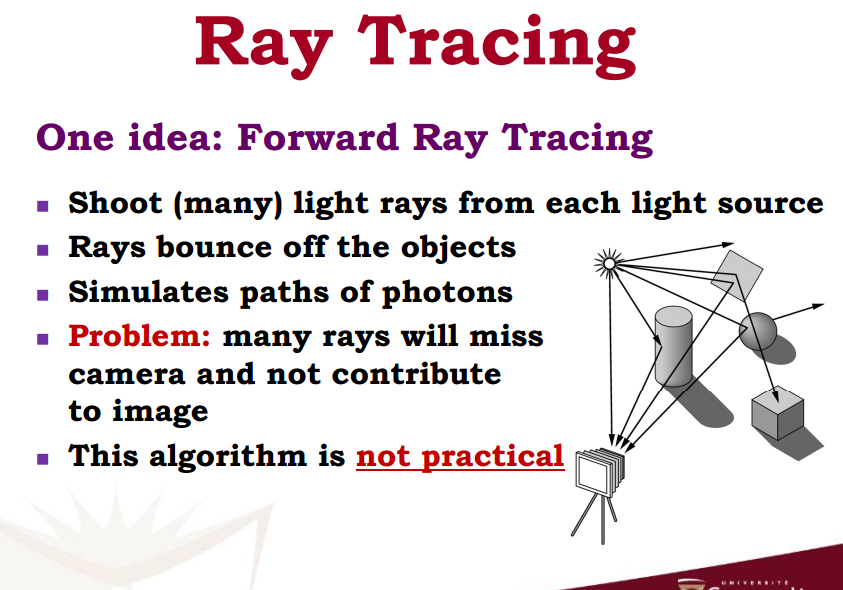 Ray Tracing
One idea: Forward Ray Tracing
■ Shoot (many) light rays from each light source
■ Rays bounce off the objects
■ Simulates paths of photons
■ Problem: many rays will miss
camera and not contribute
to image
■ This algorithm is not practical
UNIVERSITÉ